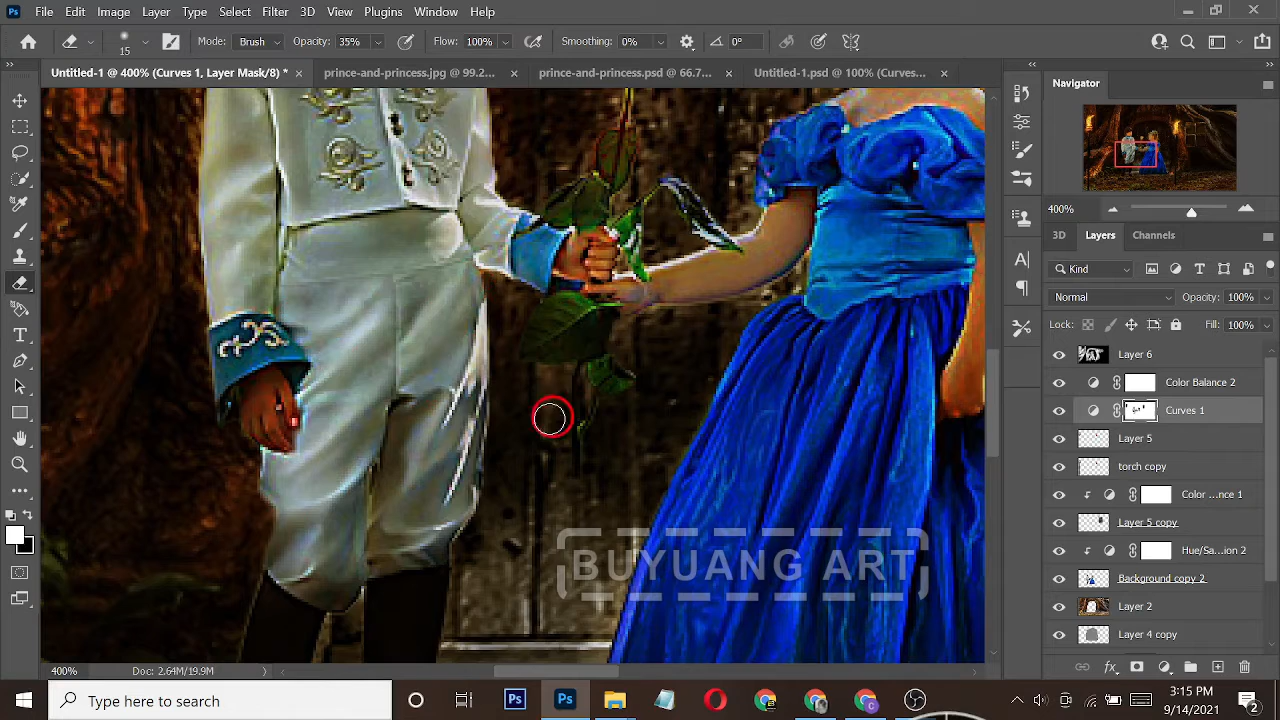 File Edit Image Layer Type Select Filter 3D View Plugins Window Help
15 Mode: Brush Opacity: 35% Flow: 100% Smoothing: 0% 0°
Untitled-1 @ 400% (Curves 1, Layer Mask/8) * × prince-and-princess.jpg @ 99.2... × prince-and-princess.psd @ 66.7... × Untitled-1.psd @ 100% (Curves... ×
Navigator
400%
3D Layers Channels
Kind
Normal Opacity: 100%
Lock: Fill: 100%
Layer 6
Color Balance 2
Curves 1
Layer 5
torch copy
Color ...nce 1
Layer 5 copy
Hue/Sa...on 2
Background copy 2
Layer 2
Layer 4 copy
BUYUANG ART
400% Doc: 2.64M/19.9M
Type here to search
3:15 PM
9/14/2021
2